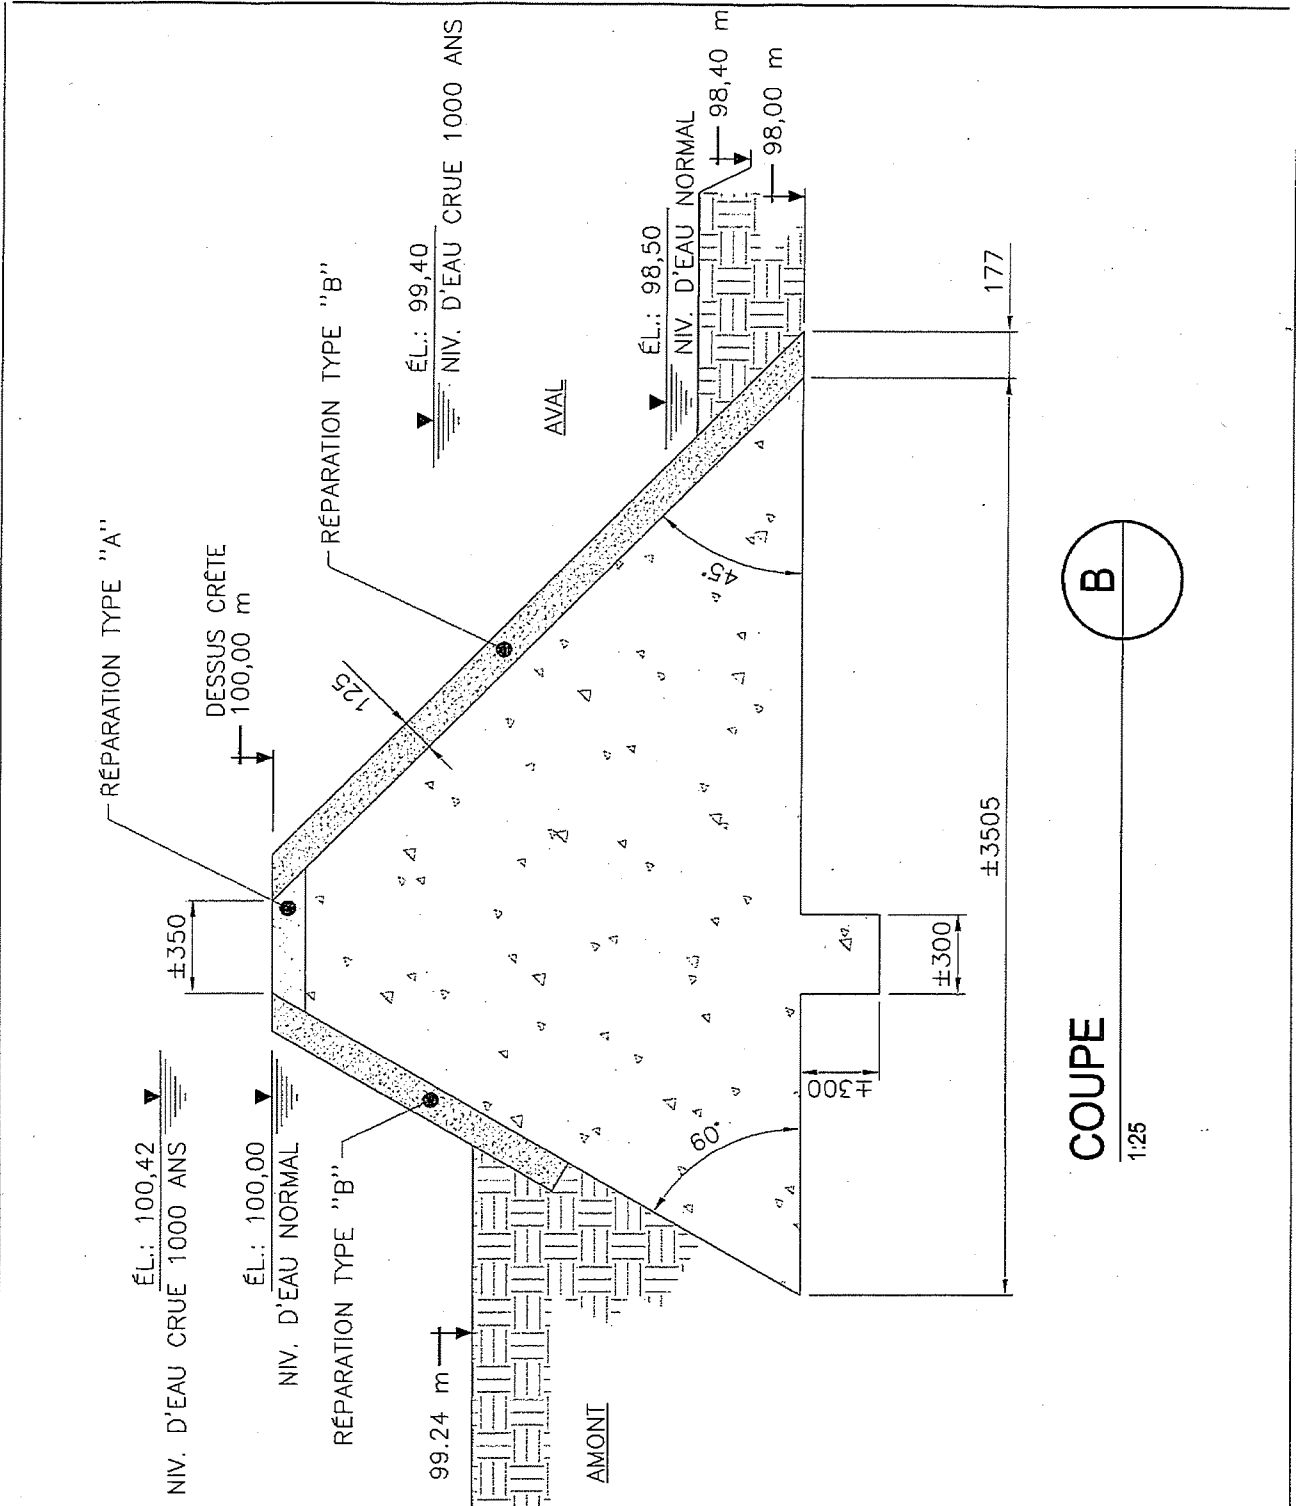 RÉPARATION TYPE "A"
ÉL.: 100,42
NIV. D'EAU CRUE 1000 ANS
±350
DESSUS CRÊTE
100,00 m
ÉL.: 100,00
NIV. D'EAU NORMAL
RÉPARATION TYPE "B"
125
RÉPARATION TYPE "B"
ÉL.: 99,40
NIV. D'EAU CRUE 1000 ANS
99.24 m
AMONT
AVAL
ÉL.: 98,50
NIV. D'EAU NORMAL
98,40 m
98,00 m
60°
45°
±300
±300
177
±3505
COUPE
1:25
B